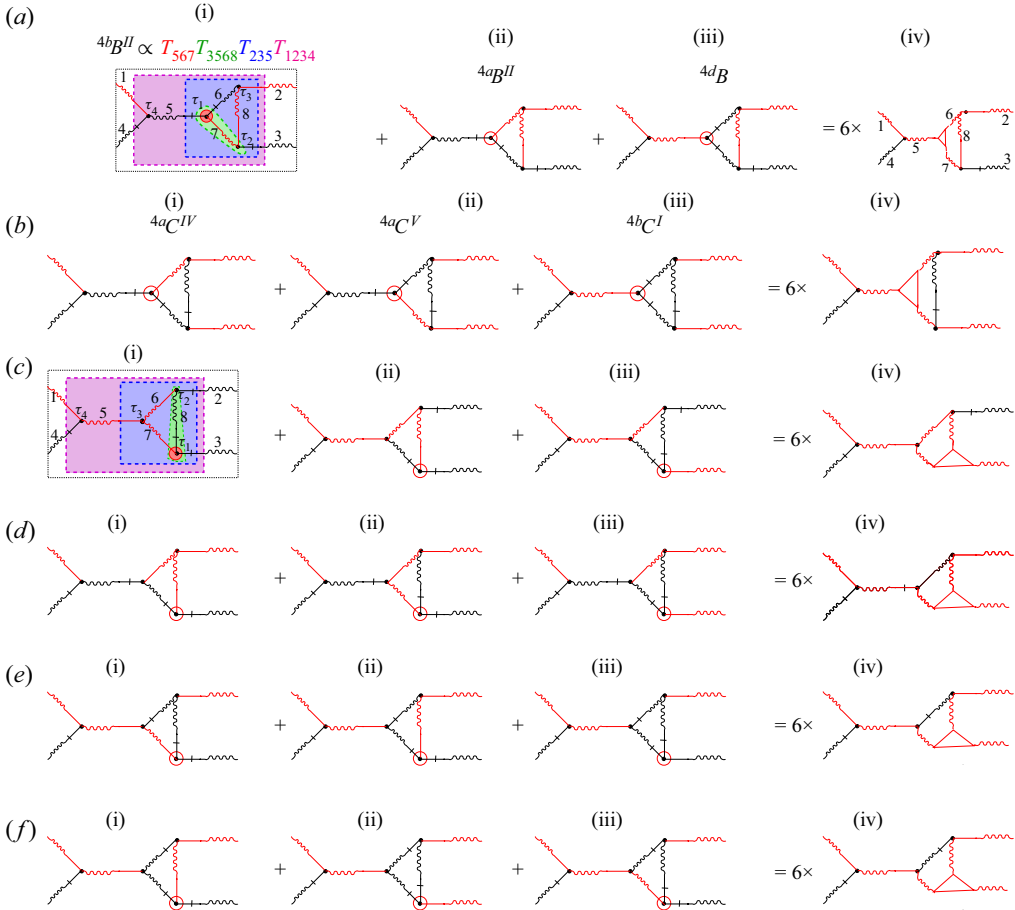 (a)
(i)
⁴ᵇBᴵᴵ ∝ T₅₆₇T₃₅₆₈T₂₃₅T₁₂₃₄
1
4
τ₄
5
τ₁
6
7
τ₃
8
τ₂
2
3
(ii)
⁴ᵃBᴵᴵ
+
(iii)
⁴ᵈB
+
(iv)
= 6×
1
4
5
6
7
8
2
3
(b)
(i)
⁴ᵃCᴵⱽ
(ii)
⁴ᵃCⱽ
+
(iii)
⁴ᵇCᴵ
+
(iv)
= 6×
(c)
(i)
1
4
τ₄
5
τ₃
6
7
τ₂
8
τ₁
2
3
(ii)
+
(iii)
+
(iv)
= 6×
(d)
(i)
(ii)
+
(iii)
+
(iv)
= 6×
(e)
(i)
(ii)
+
(iii)
+
(iv)
= 6×
(f)
(i)
(ii)
+
(iii)
+
(iv)
= 6×